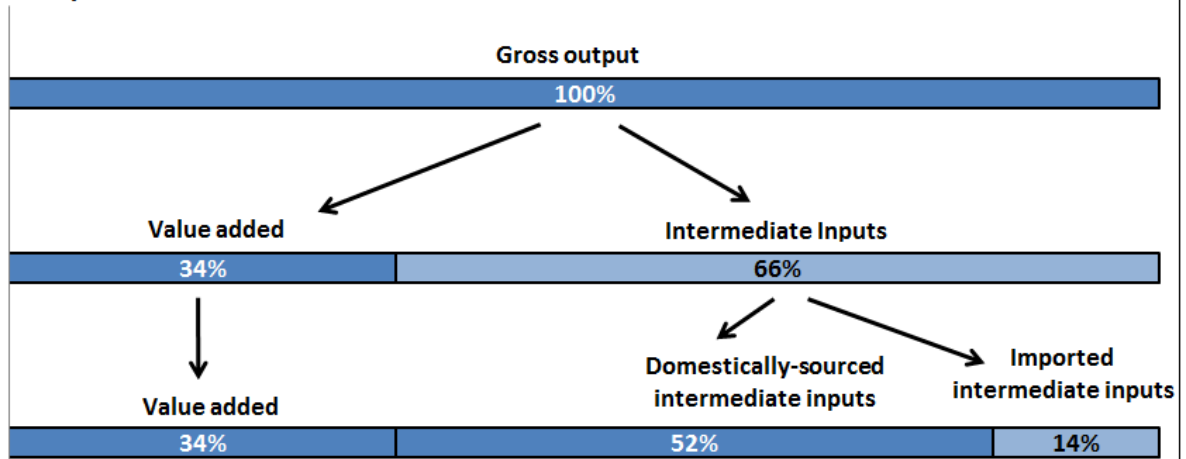 Gross output
100%
Value added
Intermediate Inputs
34%
66%
Domestically-sourced
intermediate inputs
Imported
intermediate inputs
Value added
34%
52%
14%